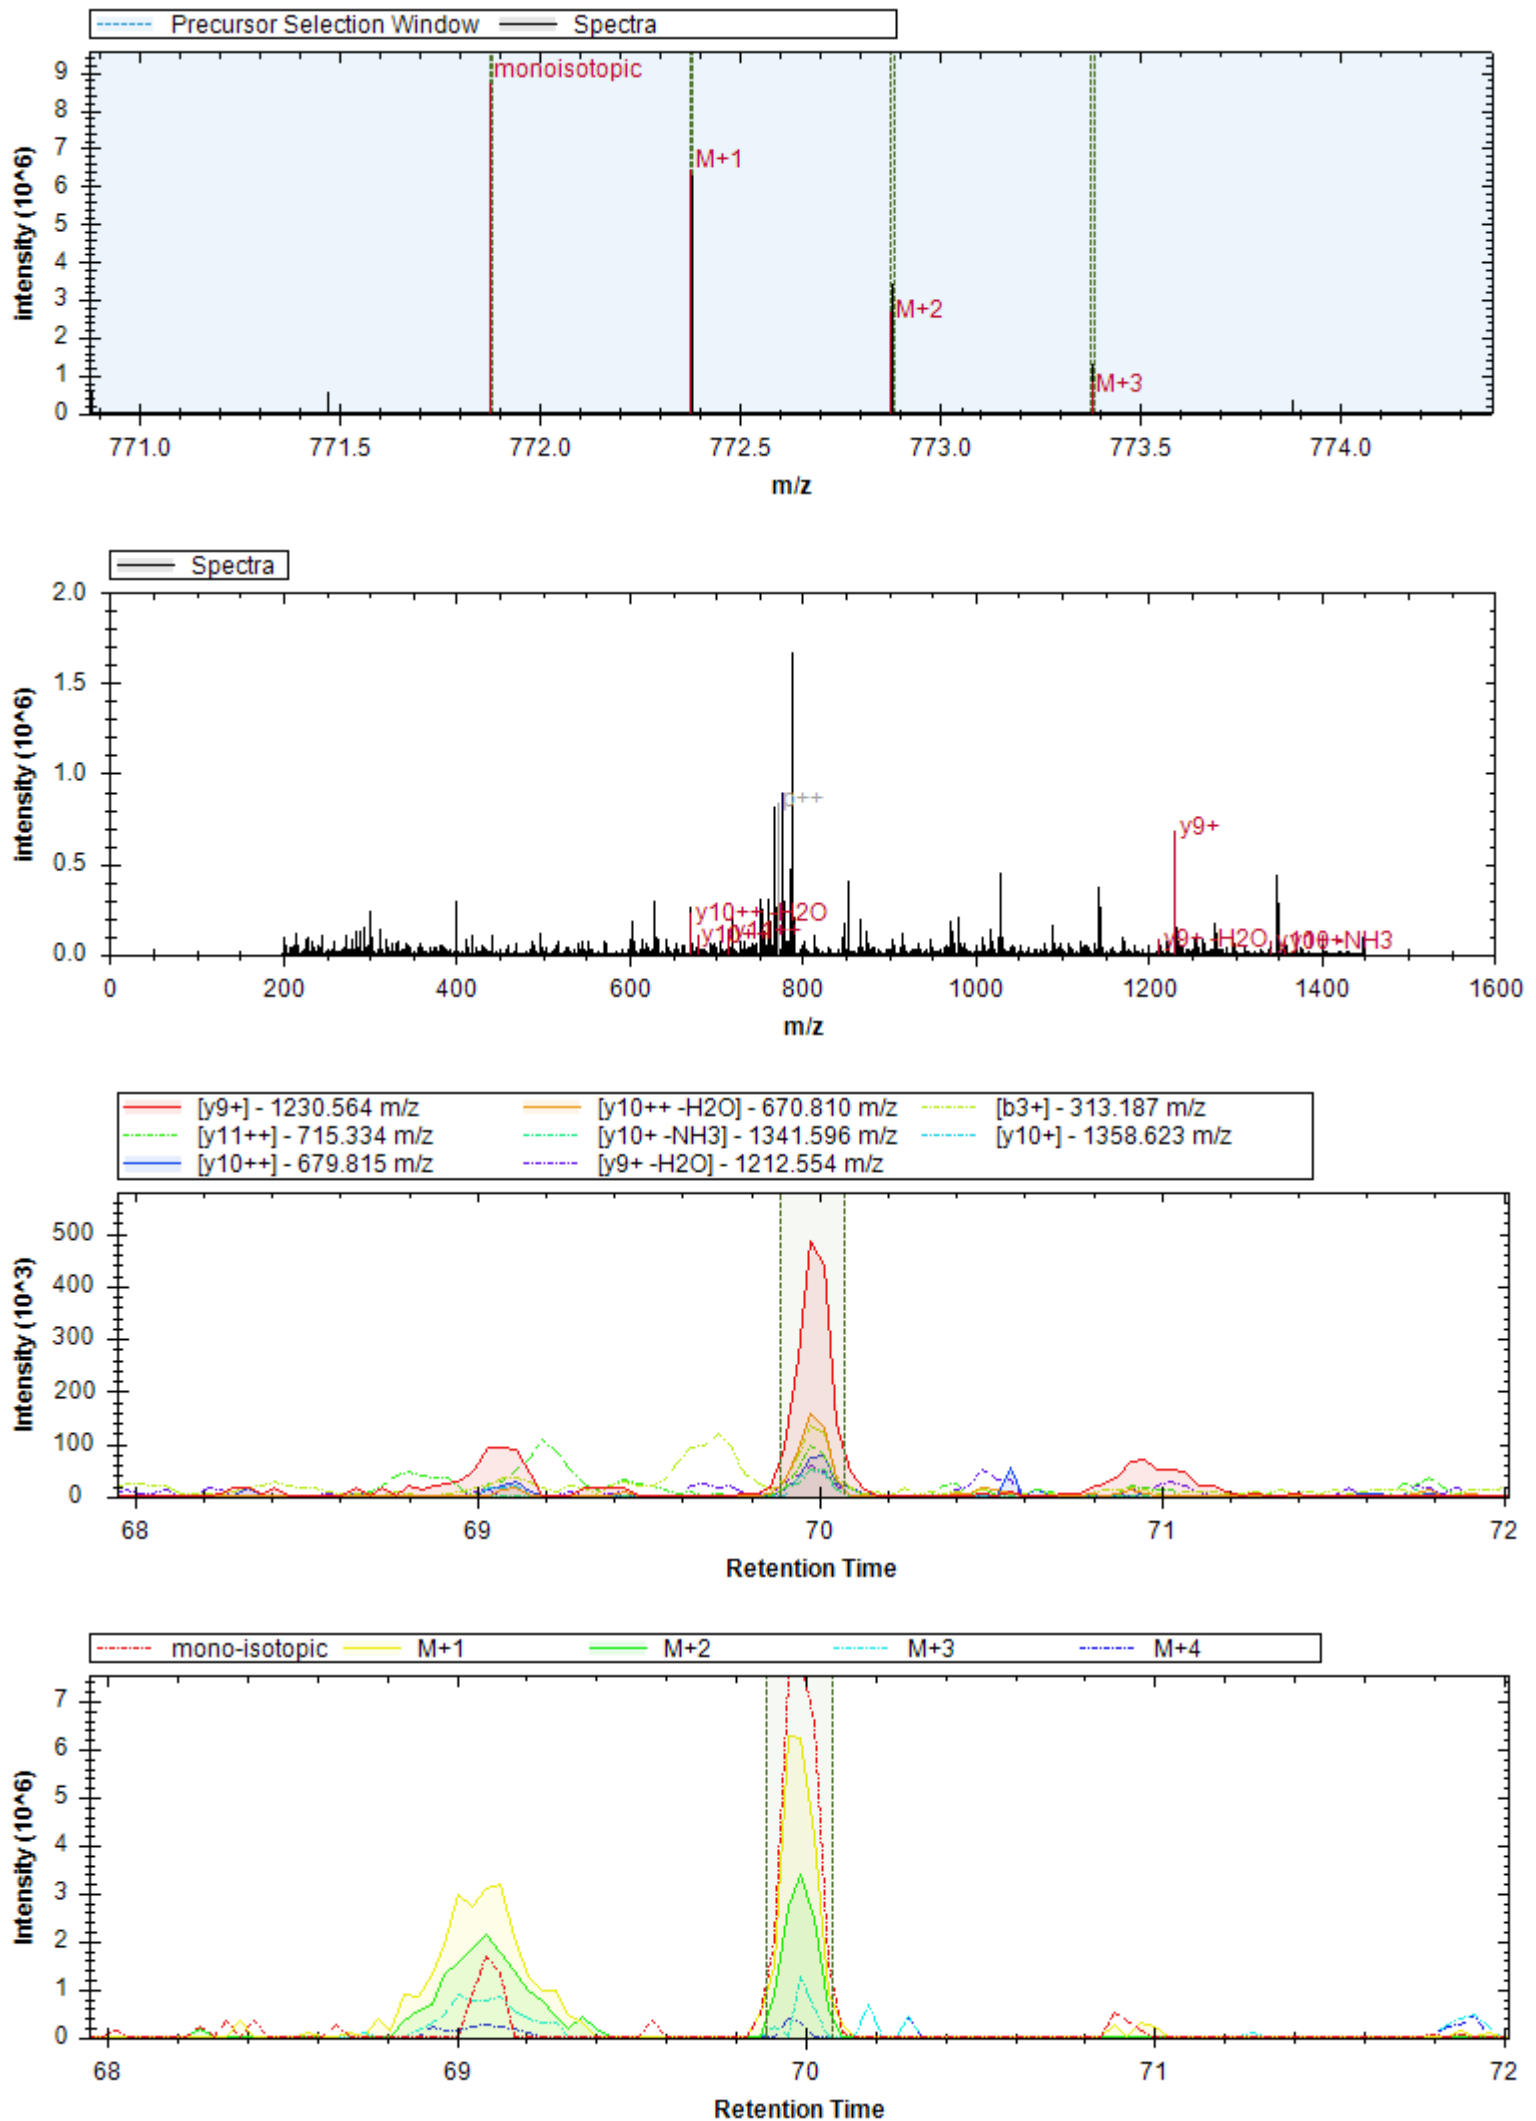 Precursor Selection Window Spectra
monoisotopic
M+1
M+2
M+3
intensity (10^6)
9
8
7
6
5
4
3
2
1
0
771.0 771.5 772.0 772.5 773.0 773.5 774.0
m/z
Spectra
intensity (10^6)
2.0
1.5
1.0
0.5
0.0
p++
y9+
y10++ -H2O
y9+ -H2O
0 200 400 600 800 1000 1200 1400 1600
m/z
[y9+] - 1230.564 m/z [y10++ -H2O] - 670.810 m/z [b3+] - 313.187 m/z
[y11++] - 715.334 m/z [y10+ -NH3] - 1341.596 m/z [y10+] - 1358.623 m/z
[y10++] - 679.815 m/z [y9+ -H2O] - 1212.554 m/z
Intensity (10^3)
500
400
300
200
100
0
68 69 70 71 72
Retention Time
mono-isotopic M+1 M+2 M+3 M+4
Intensity (10^6)
7
6
5
4
3
2
1
0
68 69 70 71 72
Retention Time